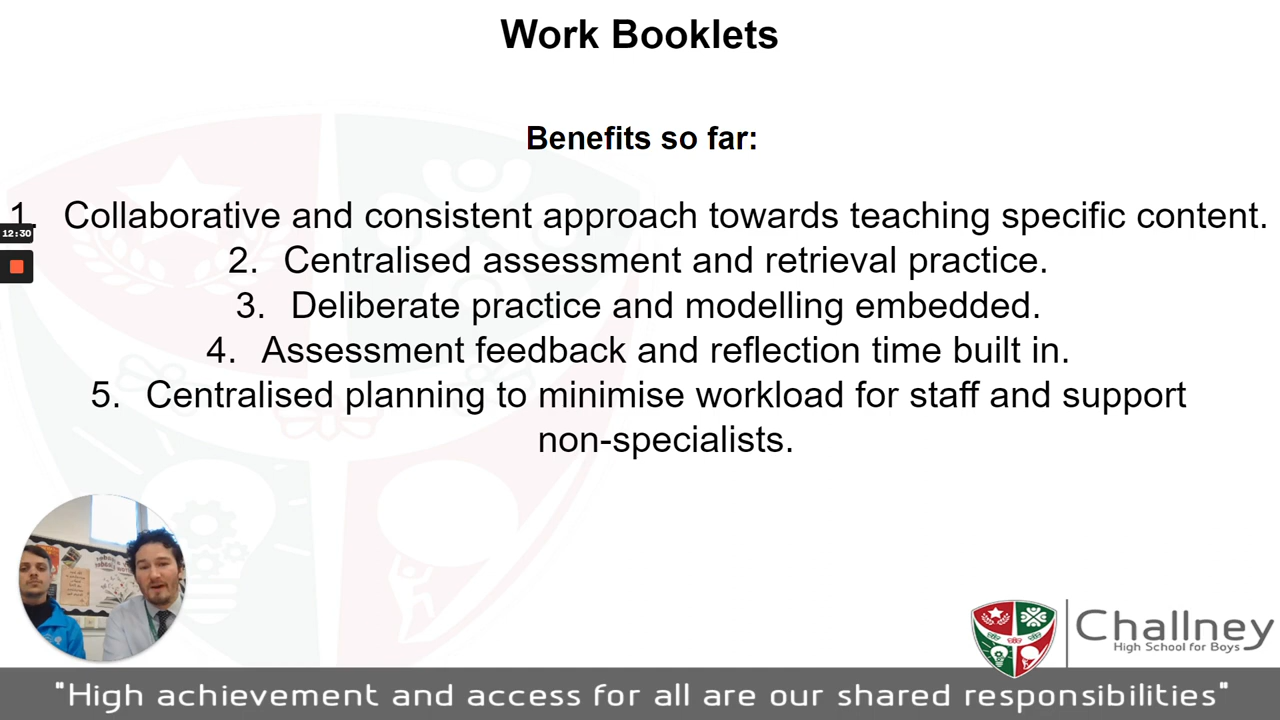 Work Booklets
Benefits so far:
1 Collaborative and consistent approach towards teaching specific content.
12:30
2. Centralised assessment and retrieval practice.
3. Deliberate practice and modelling embedded.
4. Assessment feedback and reflection time built in.
5. Centralised planning to minimise workload for staff and support
non-specialists.
Challney
High School for Boys
"High achievement and access for all are our shared responsibilities"